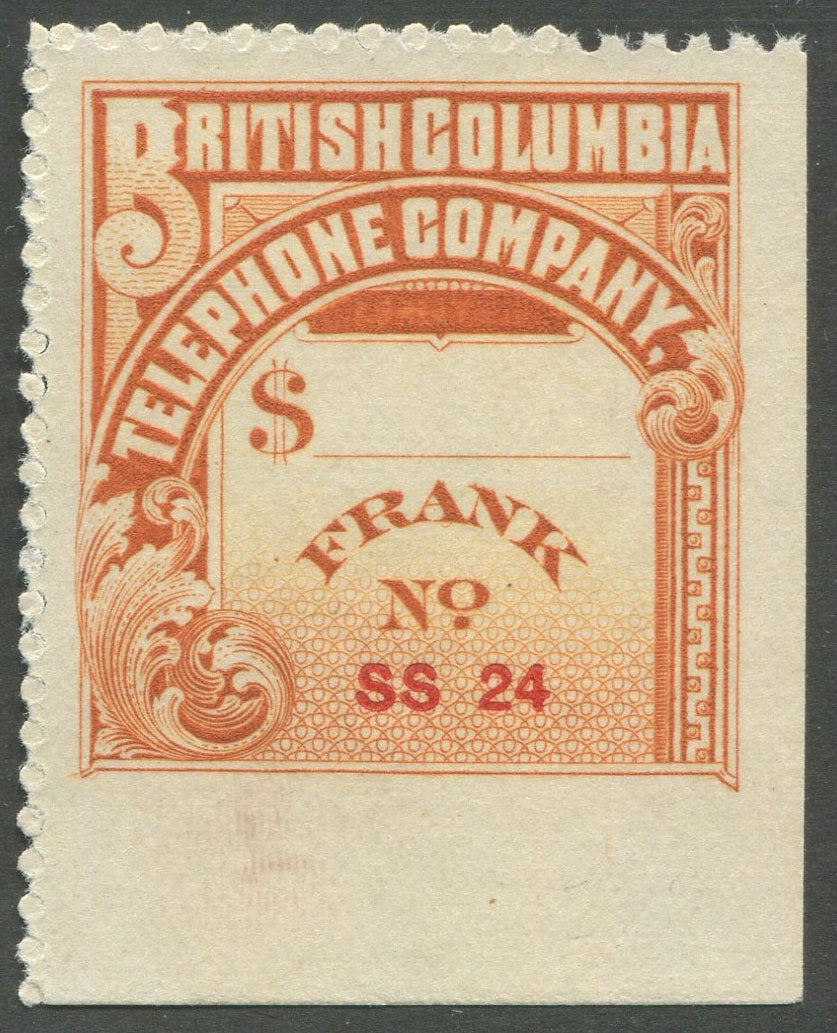 BRITISH COLUMBIA
TELEPHONE COMPANY.
$
FRANK
No
SS 24